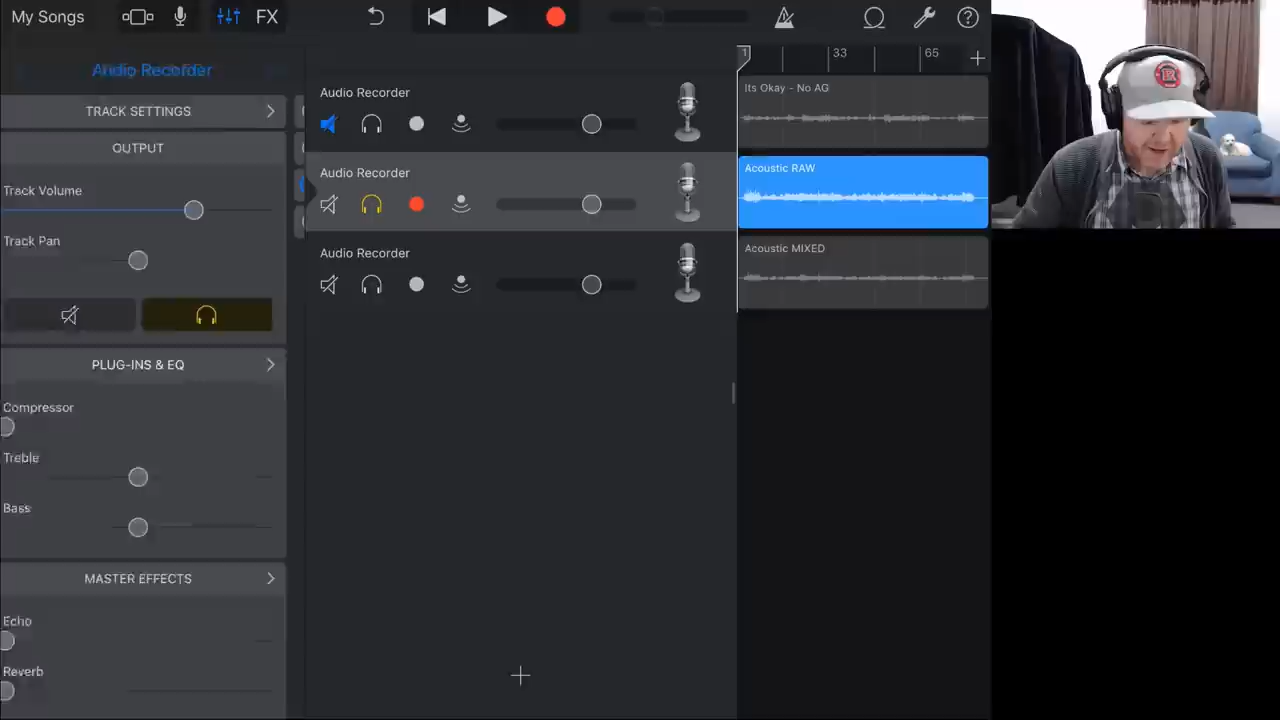 My Songs
FX
Audio Recorder
TRACK SETTINGS
OUTPUT
Track Volume
Track Pan
PLUG-INS & EQ
Compressor
Treble
Bass
MASTER EFFECTS
Echo
Reverb
Audio Recorder
Audio Recorder
Audio Recorder
1 33 65
Its Okay - No AG
Acoustic RAW
Acoustic MIXED